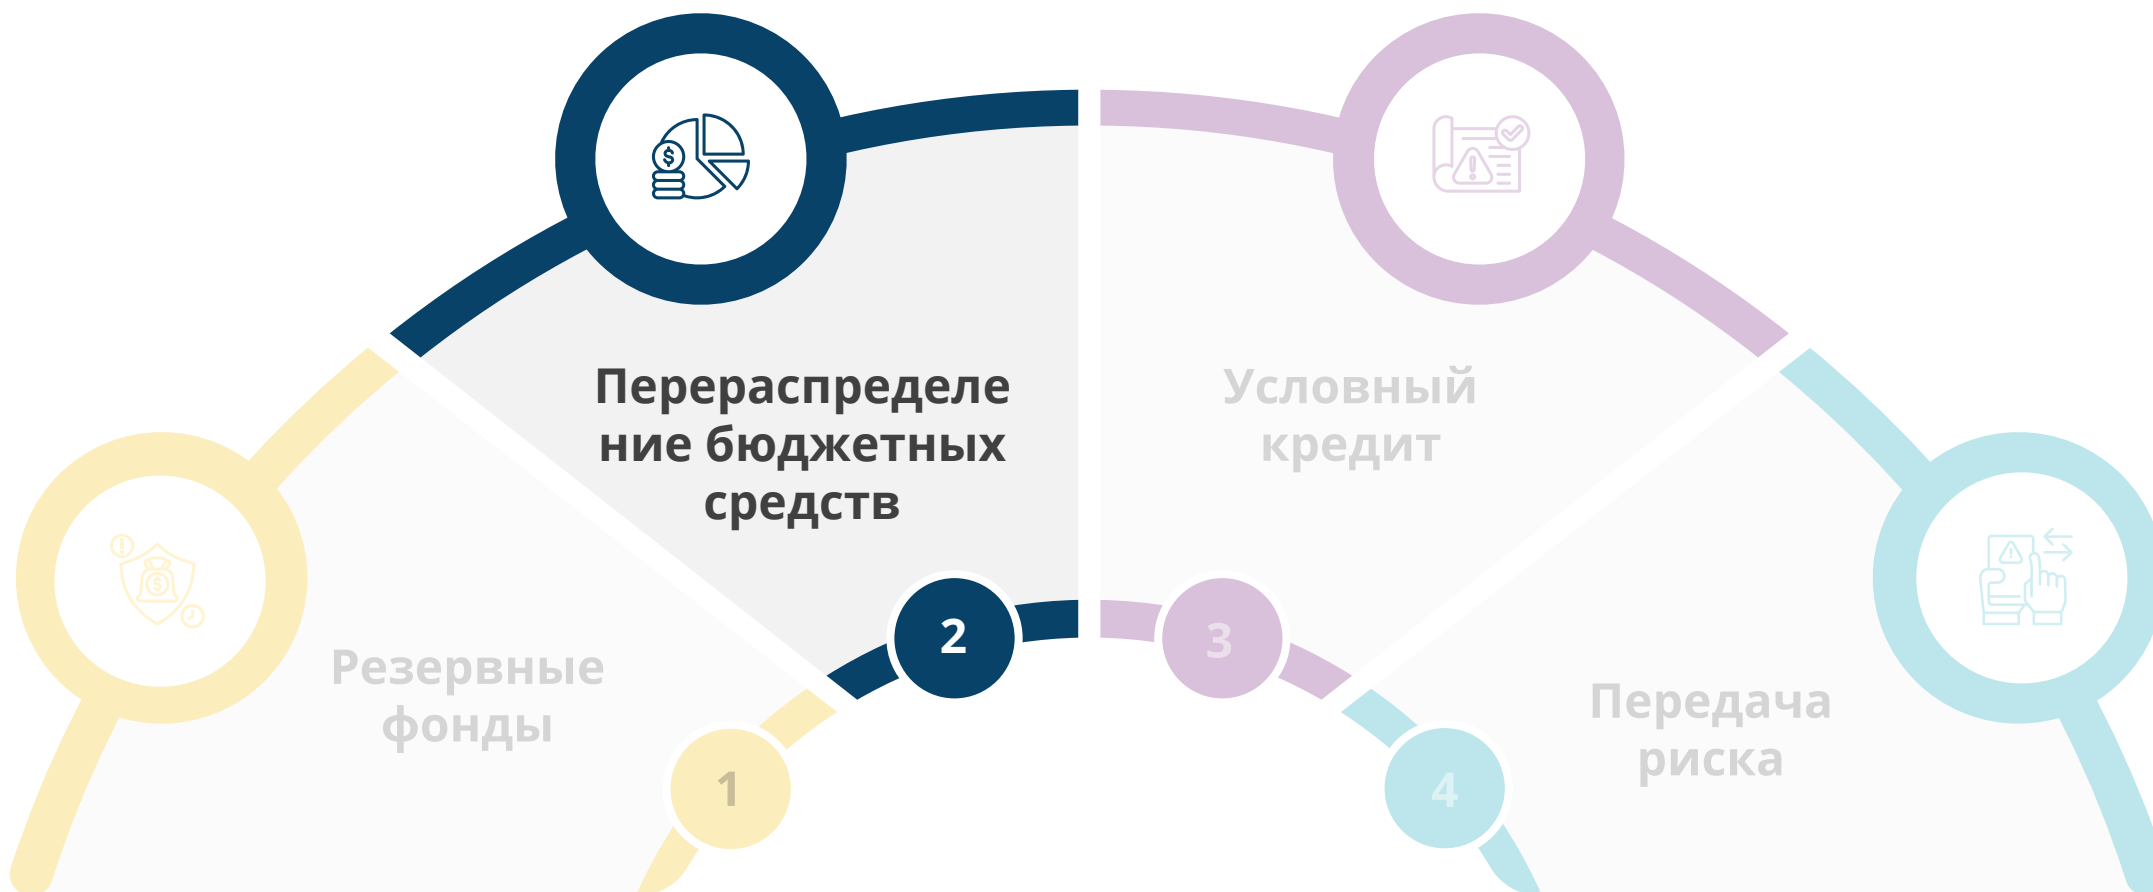 Перераспределе
ние бюджетных
средств
2
Условный
кредит
3
Резервные
фонды
1
Передача
риска
4